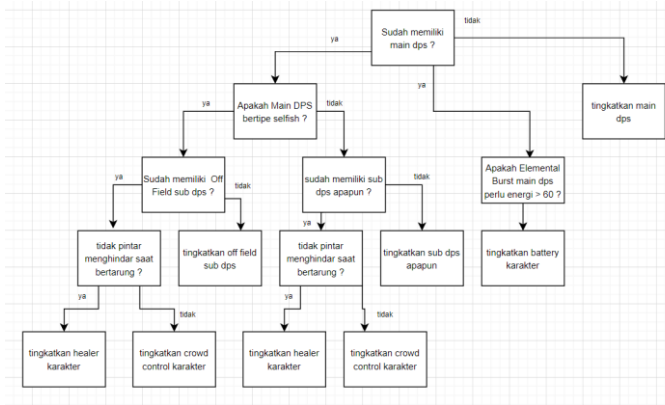 Sudah memiliki
main dps ?
ya
tidak
ya
Apakah Main DPS
bertipe selfish ?
tingkatkan main
dps
ya
tidak
Sudah memiliki Off
Field sub dps ?
sudah memiliki sub
dps apapun ?
Apakah Elemental
Burst main dps
perlu energi > 60 ?
ya
tidak
ya
tidak
tidak pintar
menghindar saat
bertarung ?
tingkatkan off field
sub dps
tidak pintar
menghindar saat
bertarung ?
tingkatkan sub dps
apapun
tingkatkan battery
karakter
ya
tidak
ya
tidak
tingkatkan healer
karakter
tingkatkan crowd
control karakter
tingkatkan healer
karakter
tingkatkan crowd
control karakter